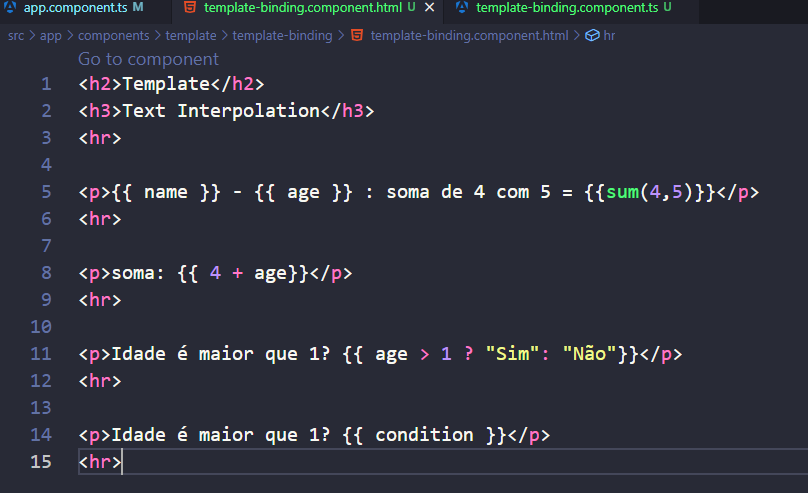 app.component.ts M template-binding.component.html U template-binding.component.ts U
src > app > components > template > template-binding > template-binding.component.html > hr
Go to component
1 <h2>Template</h2>
2 <h3>Text Interpolation</h3>
3 <hr>
4
5 <p>{{ name }} - {{ age }} : soma de 4 com 5 = {{sum(4,5)}}</p>
6 <hr>
7
8 <p>soma: {{ 4 + age}}</p>
9 <hr>
10
11 <p>Idade é maior que 1? {{ age > 1 ? "Sim": "Não"}}</p>
12 <hr>
13
14 <p>Idade é maior que 1? {{ condition }}</p>
15 <hr>